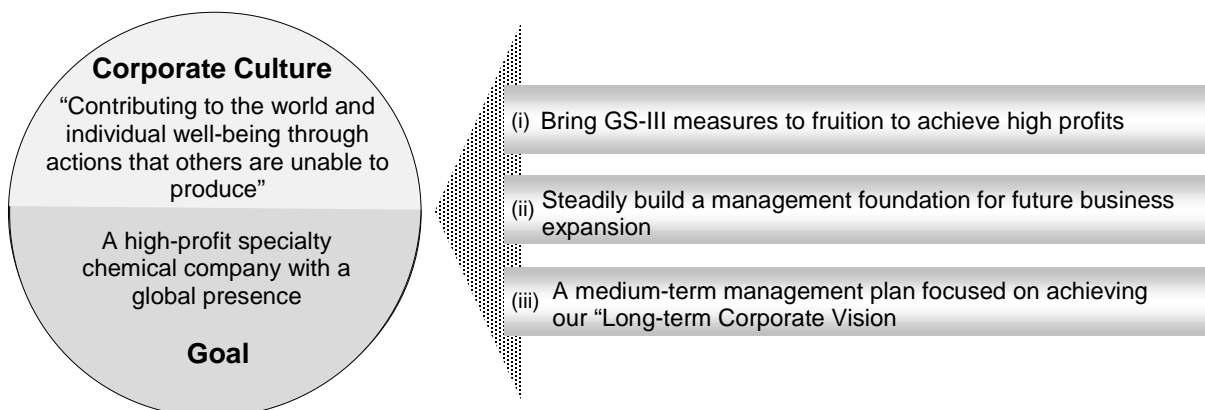 Corporate Culture
“Contributing to the world and
individual well-being through
actions that others are unable to
produce”
A high-profit specialty
chemical company with a
global presence
Goal
(i) Bring GS-III measures to fruition to achieve high profits
(ii) Steadily build a management foundation for future business
expansion
(iii) A medium-term management plan focused on achieving
our “Long-term Corporate Vision